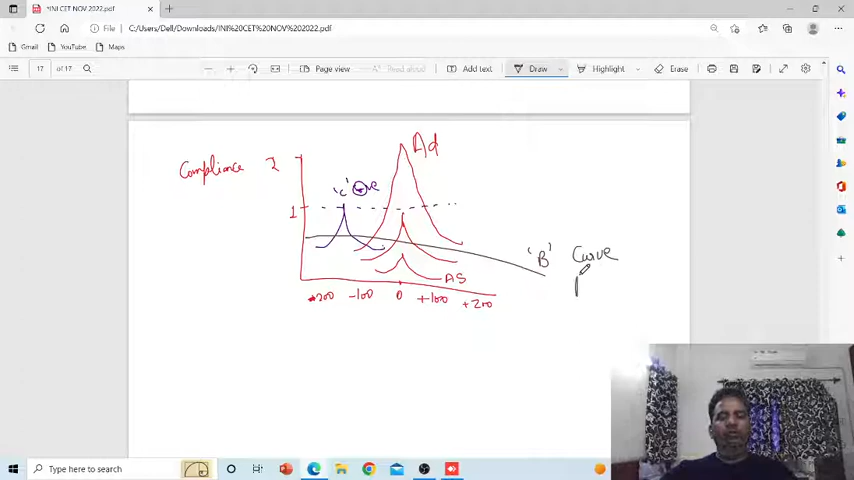 *INI CET NOV 2022.pdf
File
C:/Users/Dell/Downloads/INI%20CET%20NOV%202022.pdf
Gmail
YouTube
Maps
17 of 17
Page view
Read aloud
Add text
Draw
Highlight
Erase
Compliance 2
Ad
'C'
1
'B' Curve
AS
-200 -100 0 +100 +200
Type here to search